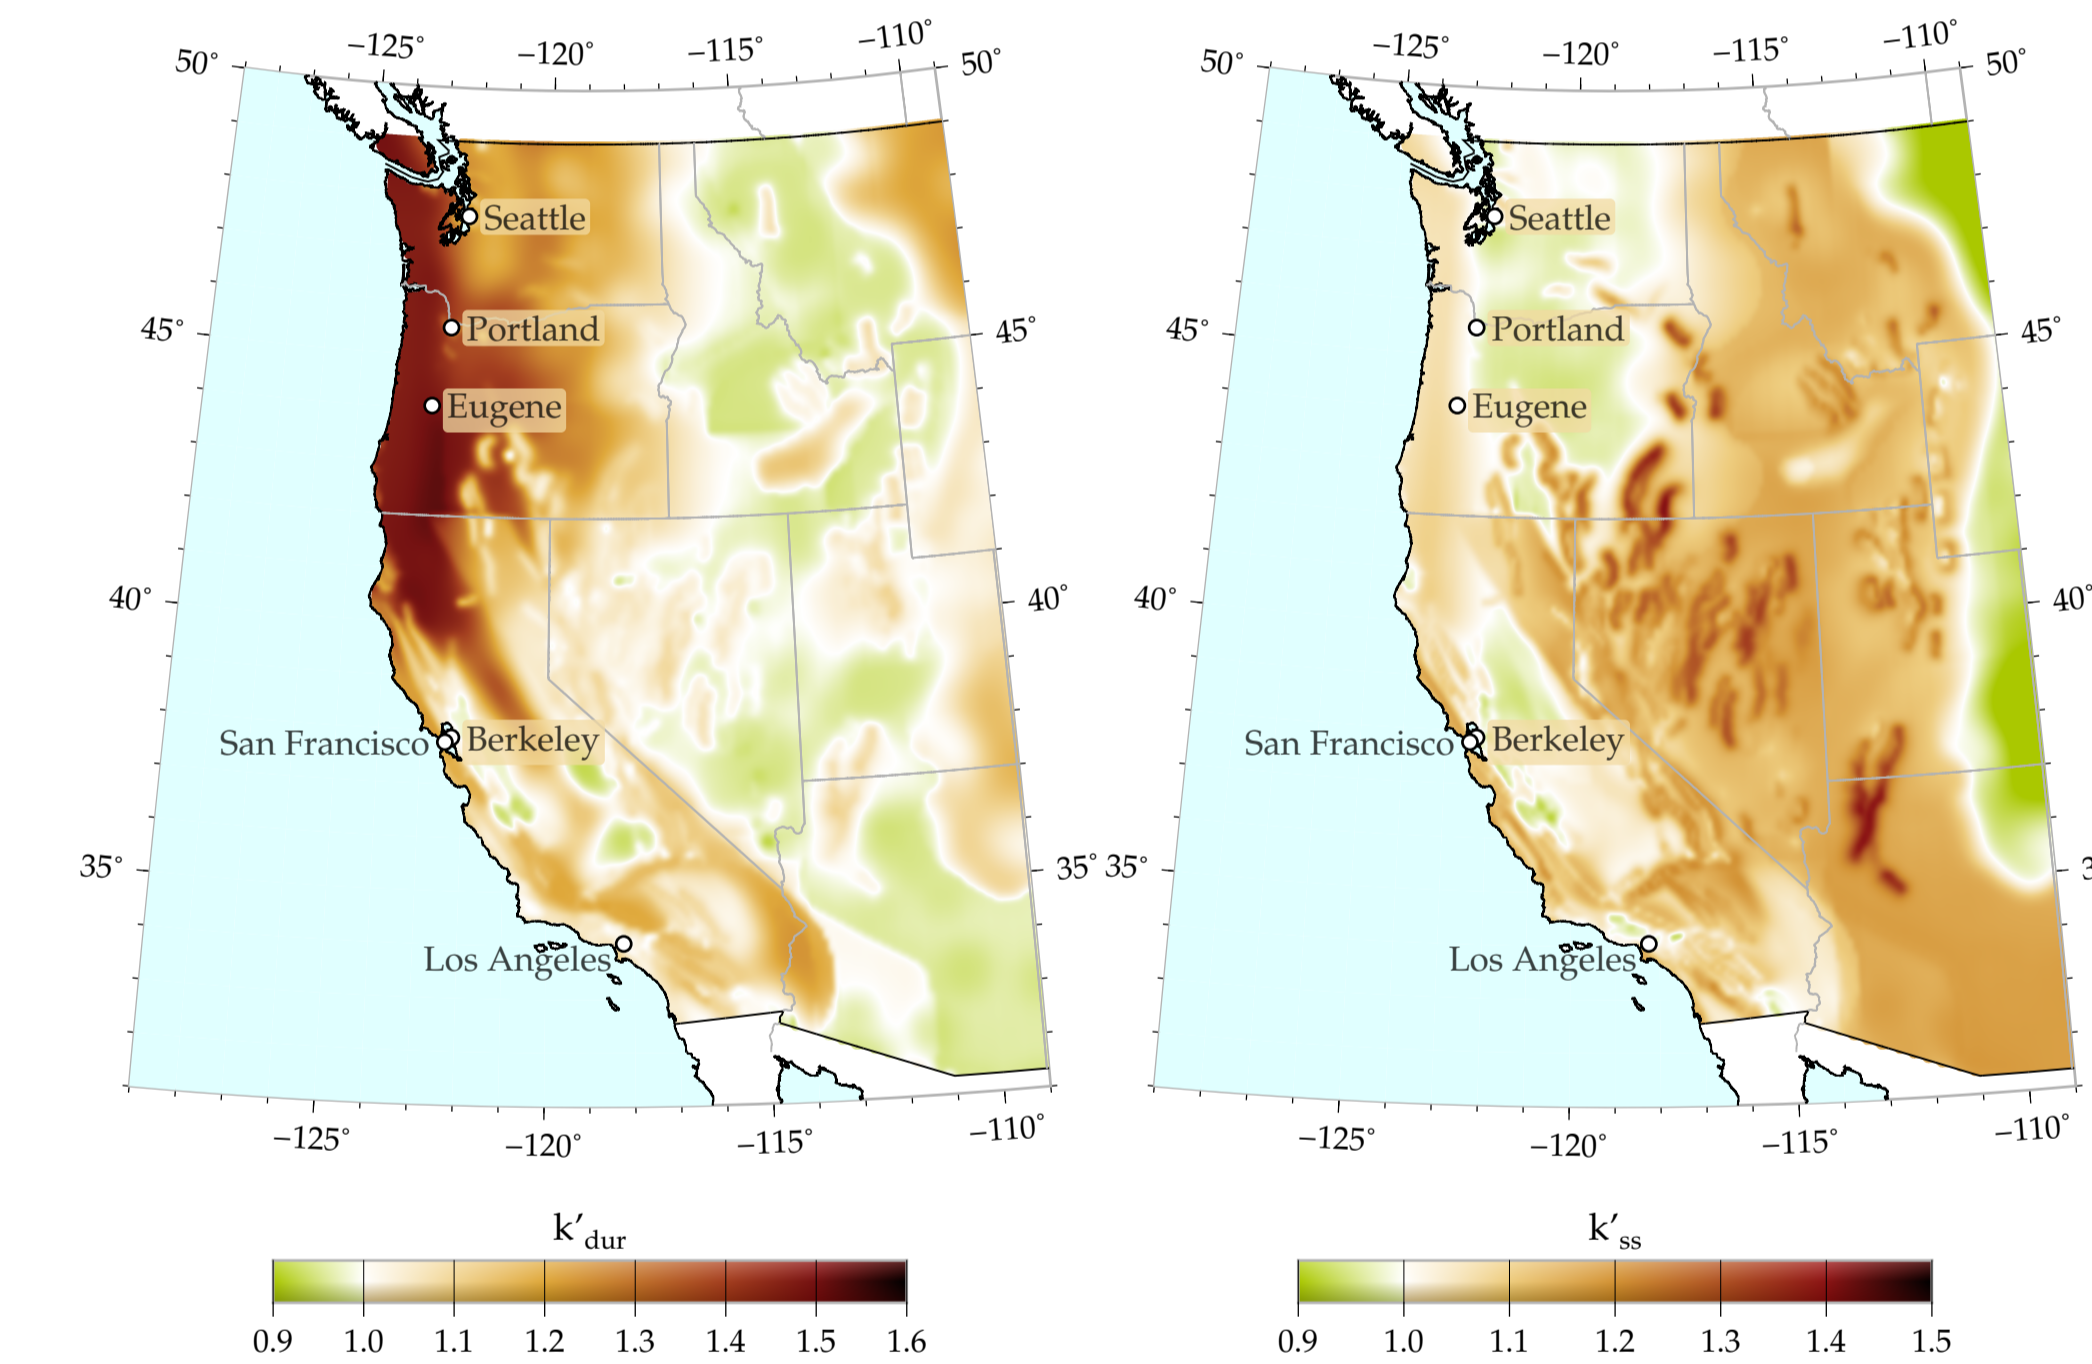 −125° −120° −115° −110°
50° 50°
Seattle
Portland
45° 45°
Eugene
40° 40°
San Francisco Berkeley
35° 35°
Los Angeles
−125° −120° −115° −110°
k′dur
0.9 1.0 1.1 1.2 1.3 1.4 1.5 1.6
−125° −120° −115° −110°
50° 50°
Seattle
Portland
45° 45°
Eugene
40° 40°
San Francisco Berkeley
35° 3
Los Angeles
−125° −120° −115° −110°
k′ss
0.9 1.0 1.1 1.2 1.3 1.4 1.5